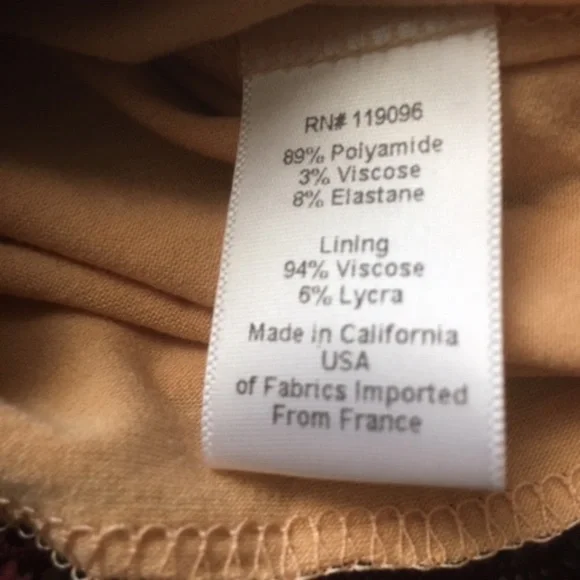 RN# 119096
89% Polyamide
3% Viscose
8% Elastane
Lining
94% Viscose
6% Lycra
Made in California
USA
of Fabrics Imported
From France